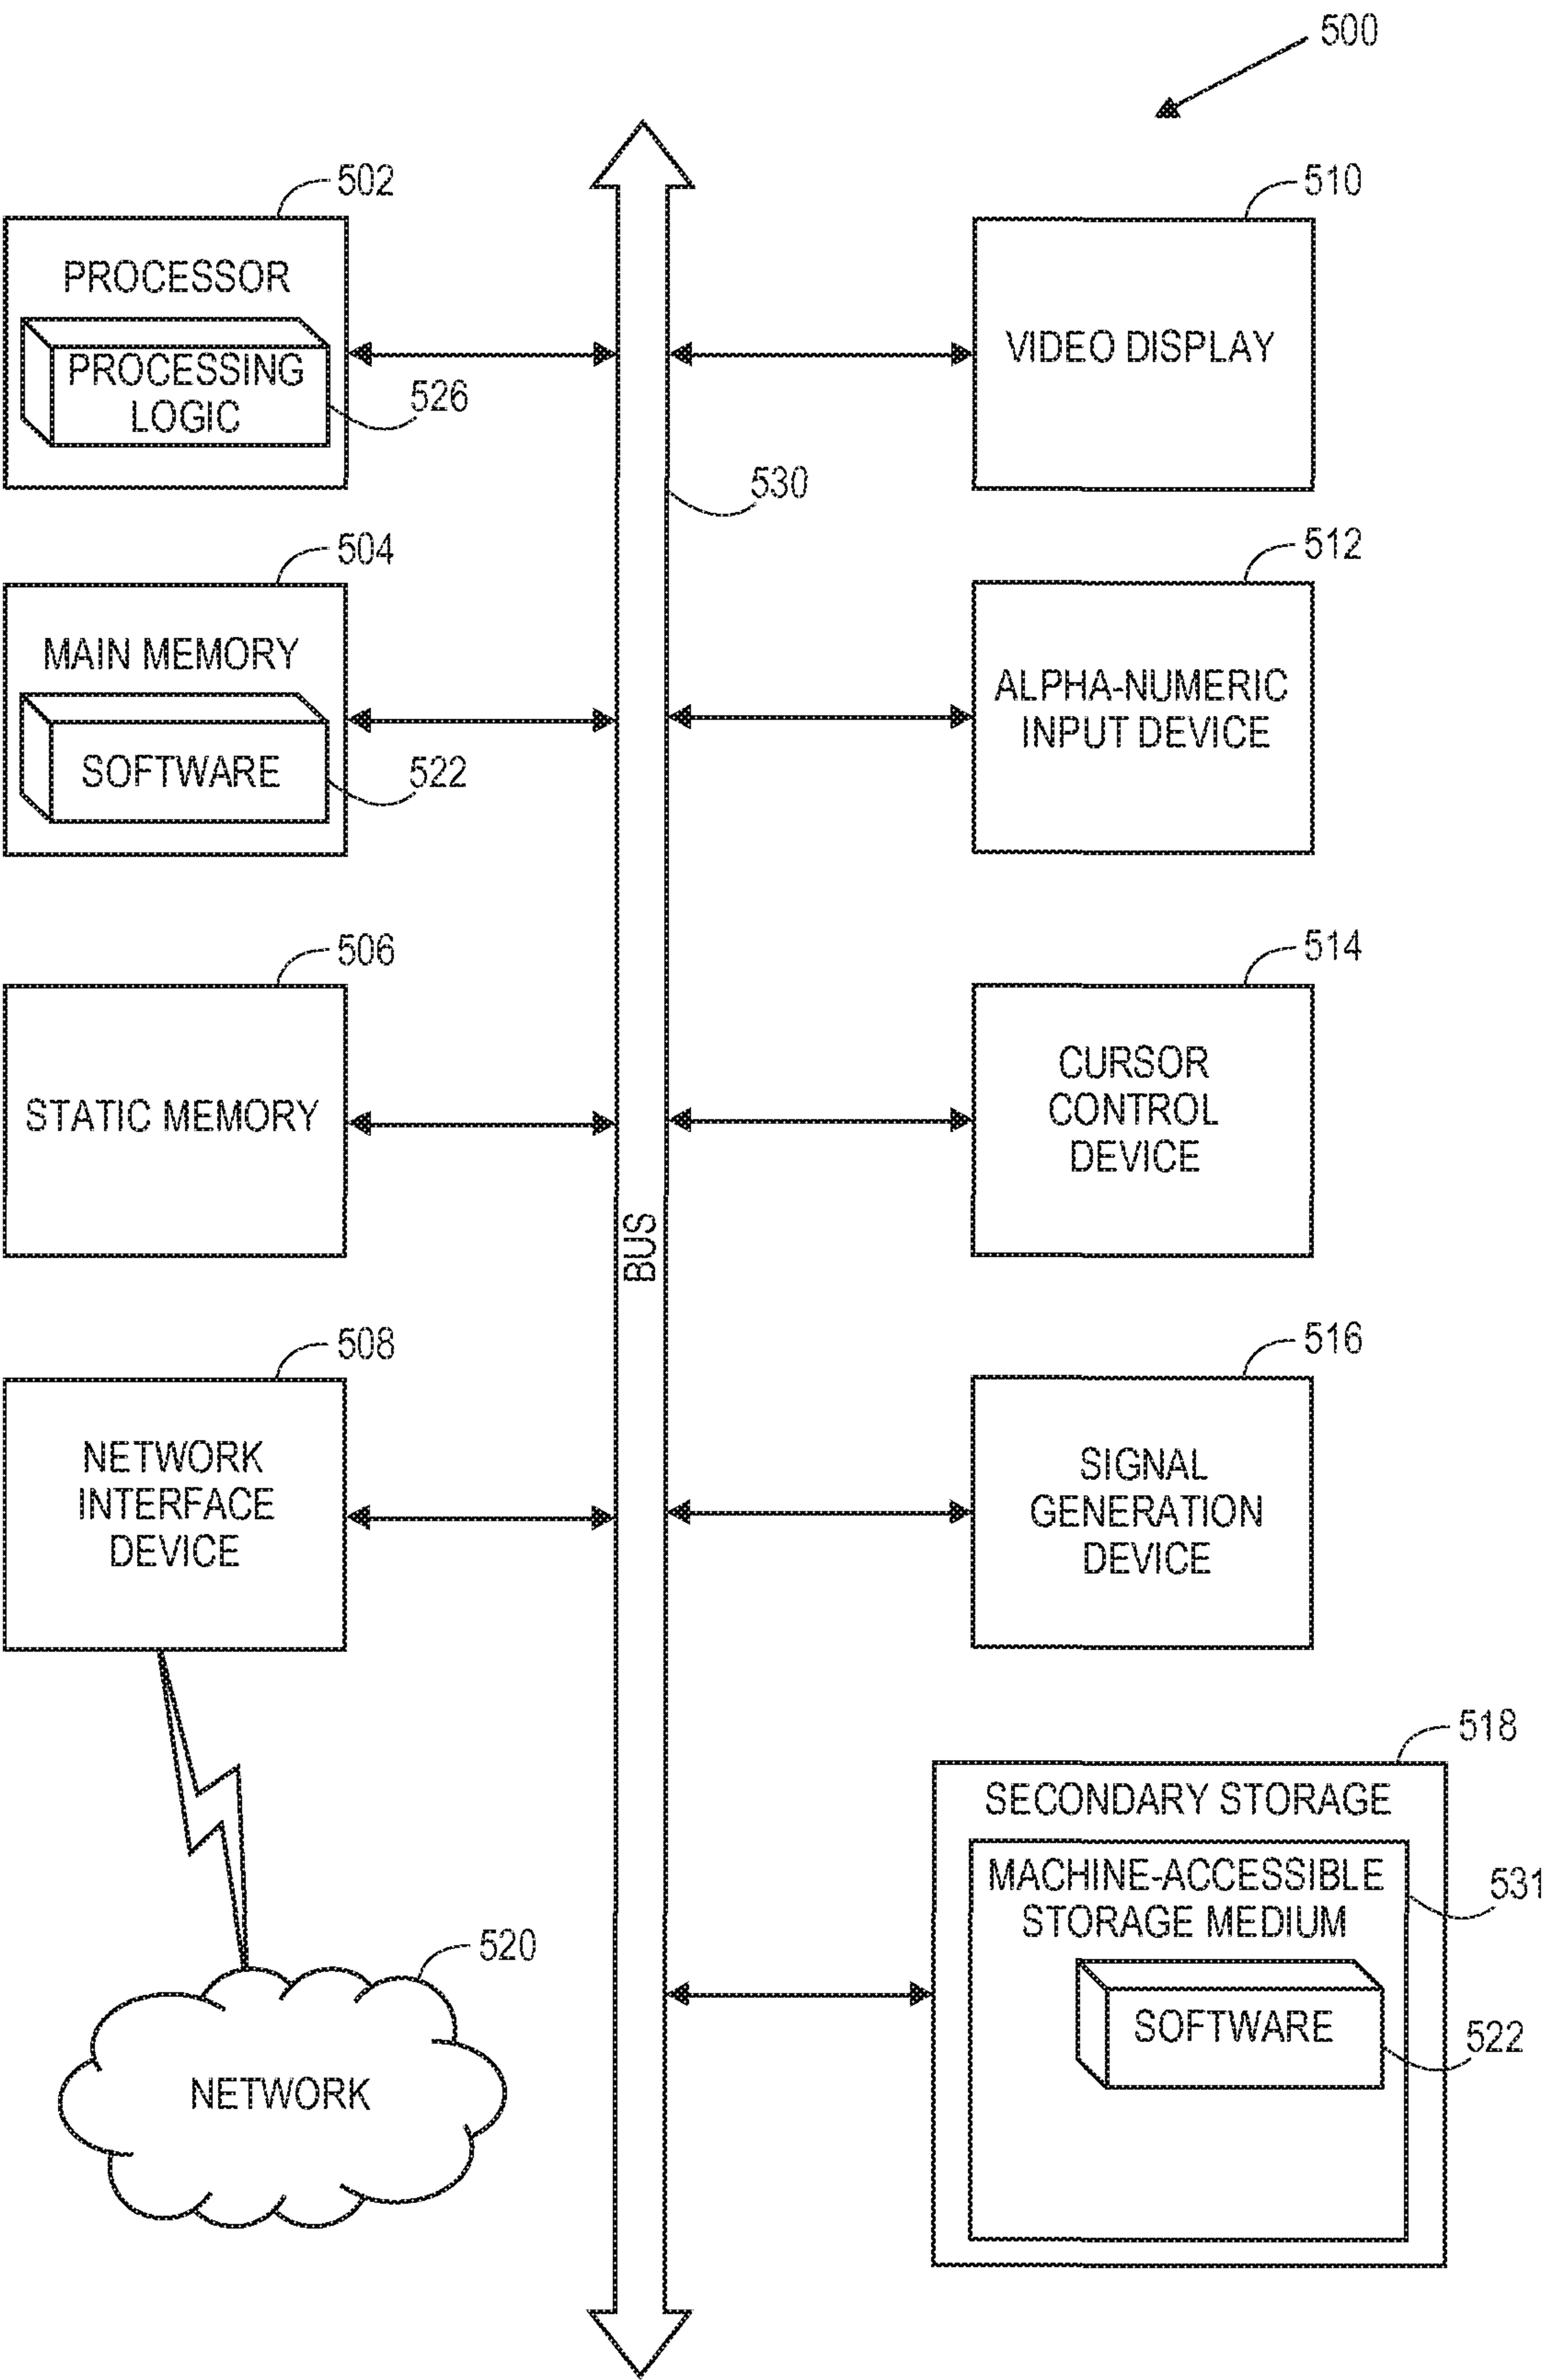 500
502
PROCESSOR
PROCESSING
LOGIC
526
510
VIDEO DISPLAY
530
504
MAIN MEMORY
SOFTWARE
522
512
ALPHA-NUMERIC
INPUT DEVICE
506
STATIC MEMORY
514
CURSOR
CONTROL
DEVICE
BUS
508
NETWORK
INTERFACE
DEVICE
516
SIGNAL
GENERATION
DEVICE
518
SECONDARY STORAGE
MACHINE-ACCESSIBLE
STORAGE MEDIUM
531
SOFTWARE
522
520
NETWORK